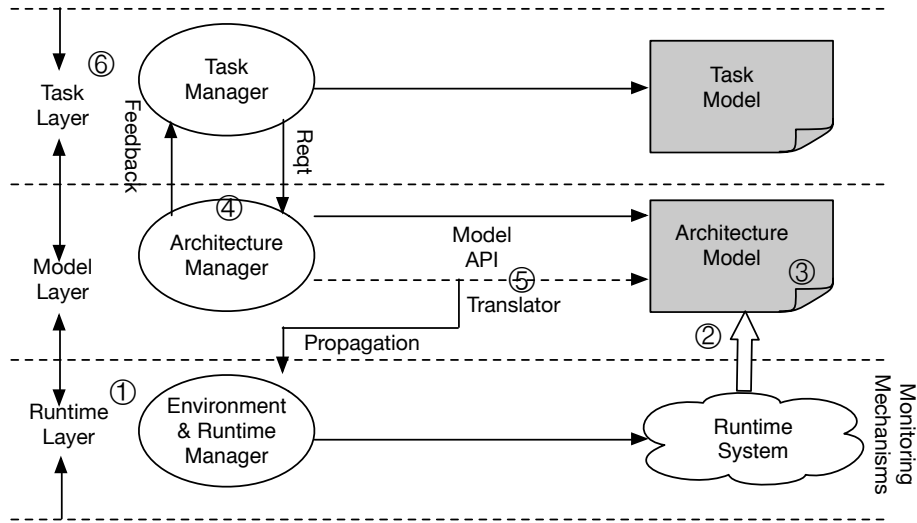 ⑥
Task
Layer
Task
Manager
Task
Model
Feedback
Reqt
④
Architecture
Manager
Model
API
⑤
Translator
Architecture
Model
③
Model
Layer
Propagation
②
①
Runtime
Layer
Environment
& Runtime
Manager
Runtime
System
Monitoring
Mechanisms